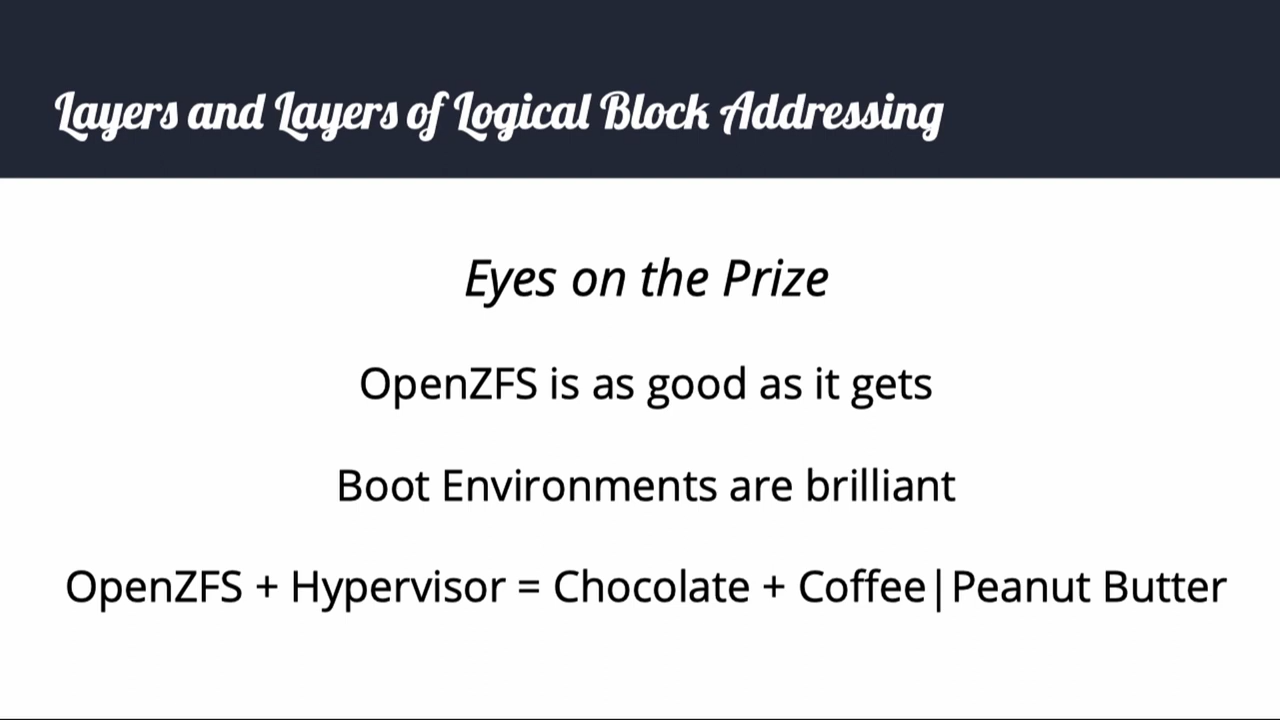 Layers and Layers of Logical Block Addressing
Eyes on the Prize
OpenZFS is as good as it gets
Boot Environments are brilliant
OpenZFS + Hypervisor = Chocolate + Coffee|Peanut Butter